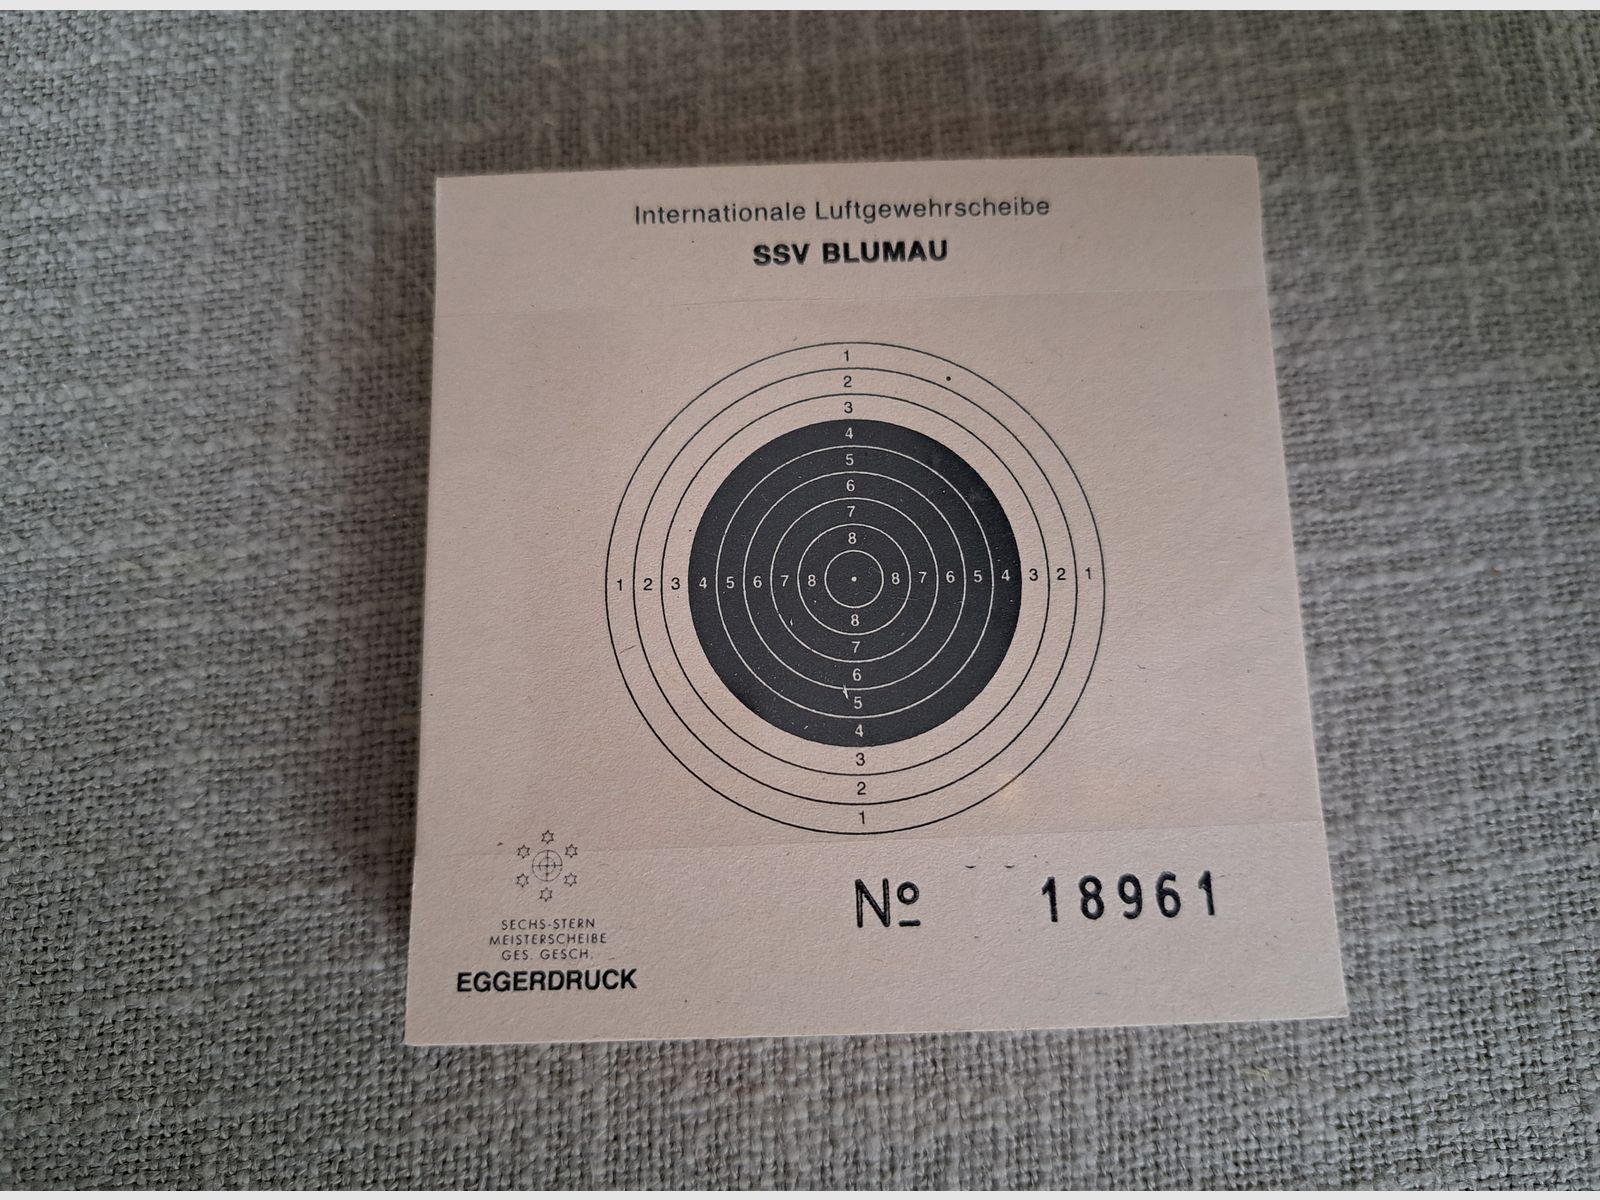 Internationale Luftgewehrscheibe
SSV BLUMAU
1
2
3
4
5
6
7
8
1 2 3 4 5 6 7 8 8 7 6 5 4 3 2 1
8
7
6
5
4
3
2
1
SECHS-STERN
MEISTERSCHEIBE
GES. GESCH.
EGGERDRUCK
Nº 18961